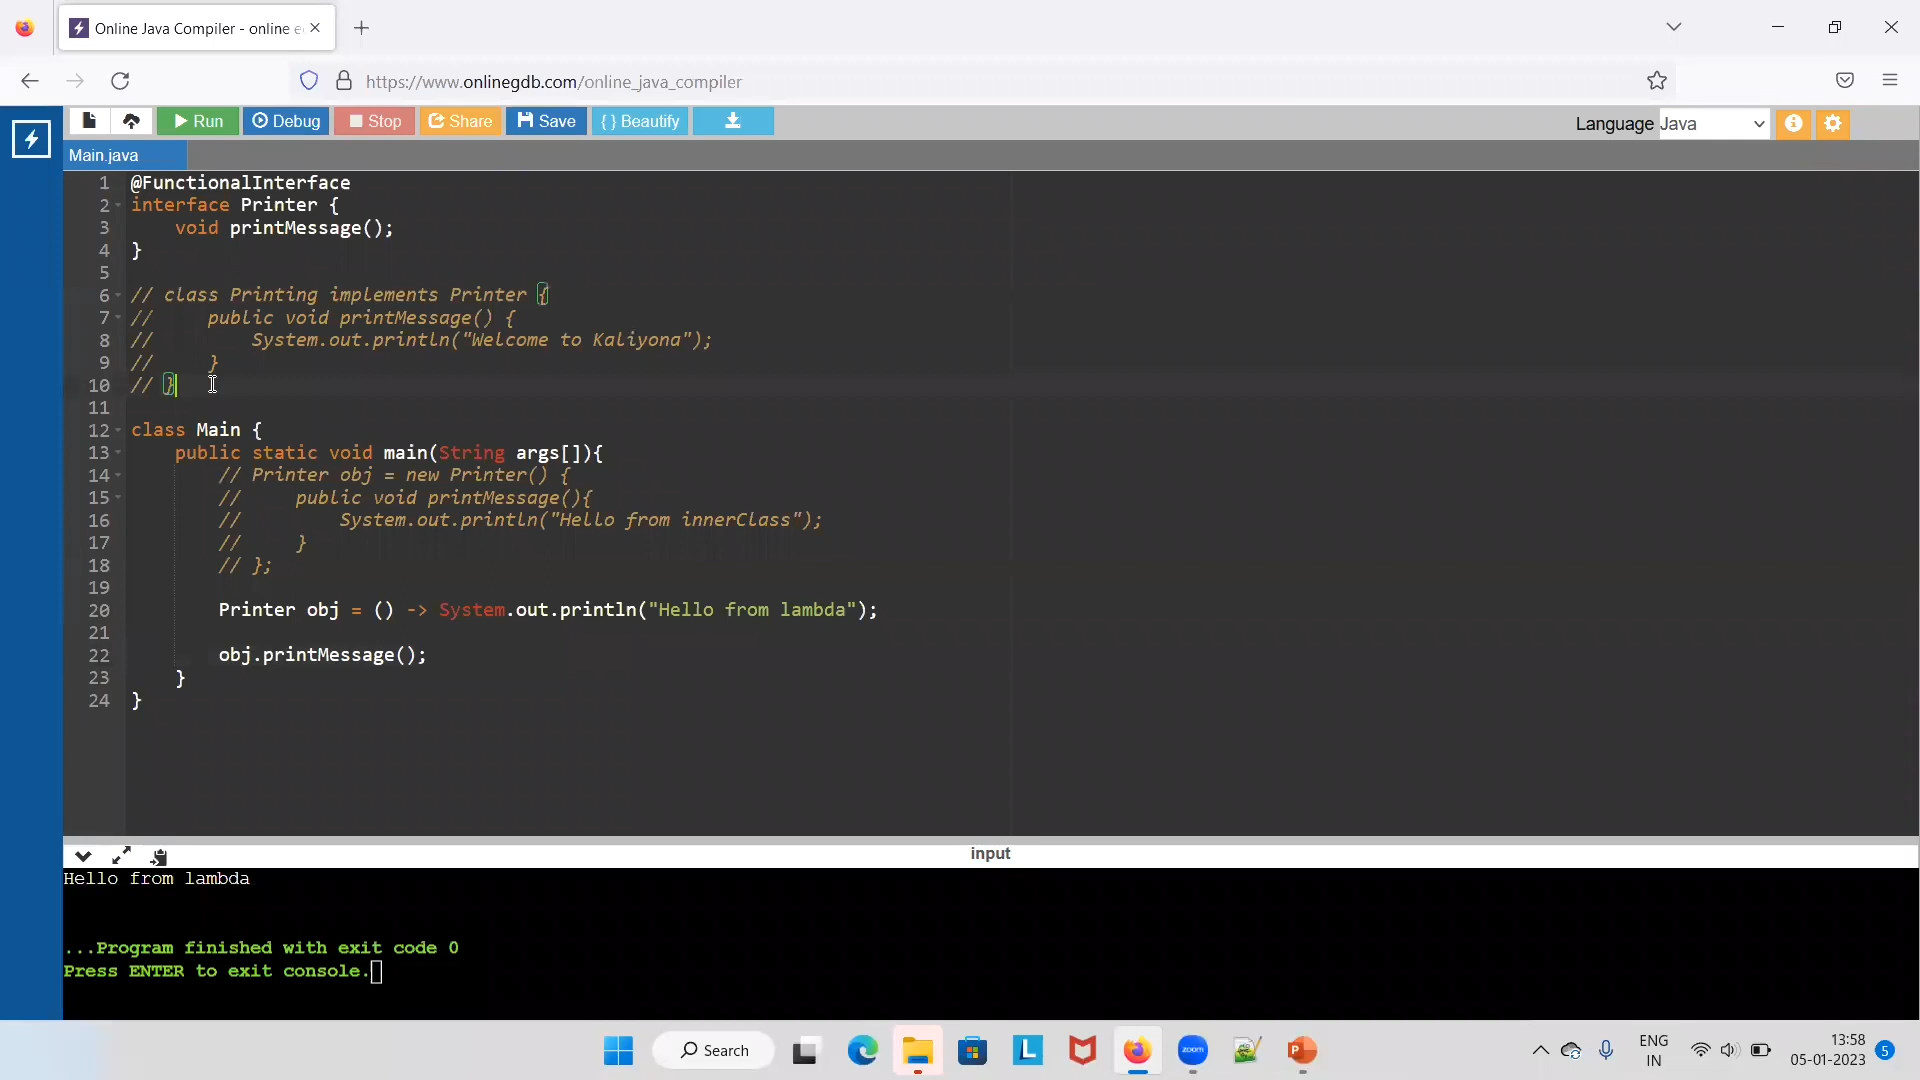 Online Java Compiler - online e
https://www.onlinegdb.com/online_java_compiler
Run Debug Stop Share Save { } Beautify Language Java
Main.java
1 @FunctionalInterface
2 interface Printer {
3 void printMessage();
4 }
5
6 // class Printing implements Printer {
7 // public void printMessage() {
8 // System.out.println("Welcome to Kaliyona");
9 // }
10 // }
11
12 class Main {
13 public static void main(String args[]){
14 // Printer obj = new Printer() {
15 // public void printMessage(){
16 // System.out.println("Hello from innerClass");
17 // }
18 // };
19
20 Printer obj = () -> System.out.println("Hello from lambda");
21
22 obj.printMessage();
23 }
24 }
input
Hello from lambda
...Program finished with exit code 0
Press ENTER to exit console.
Search
L
zoom
P
ENG
IN
13:58
05-01-2023
5